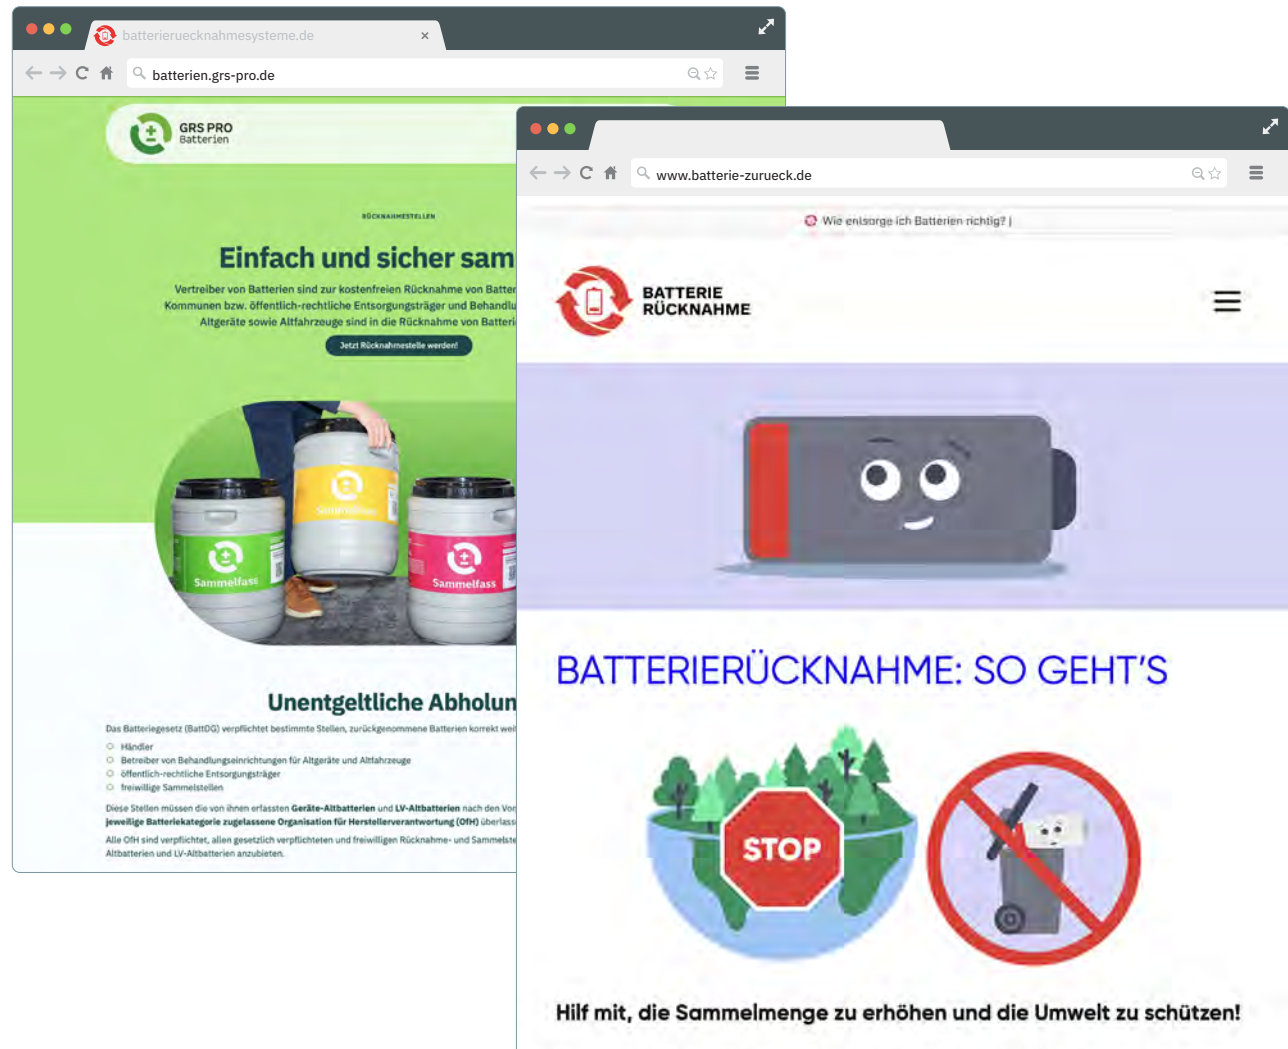 batterieruecknahmesysteme.de
batterien.grs-pro.de
GRS PRO
Batterien
RÜCKNAHMESTELLEN
Einfach und sicher sam
Vertreiber von Batterien sind zur kostenfreien Rücknahme von Batter
Kommunen bzw. öffentlich-rechtliche Entsorgungsträger und Behandlu
Altgeräte sowie Altfahrzeuge sind in die Rücknahme von Batteri
Jetzt Rücknahmestelle werden!
Sammelfass
Sammelfass
Sammelfass
Unentgeltliche Abholun
Das Batteriegesetz (BattDG) verpflichtet bestimmte Stellen, zurückgenommene Batterien korrekt wei
Händler
Betreiber von Behandlungseinrichtungen für Altgeräte und Altfahrzeuge
öffentlich-rechtliche Entsorgungsträger
freiwillige Sammelstellen
Diese Stellen müssen die von ihnen erfassten Geräte-Altbatterien und LV-Altbatterien nach den Vor
jeweilige Batteriekategorie zugelassene Organisation für Herstellerverantwortung (OfH) überlass
Alle OfH sind verpflichtet, allen gesetzlich verpflichteten und freiwilligen Rücknahme- und Sammelste
Altbatterien und LV-Altbatterien anzubieten.
www.batterie-zurueck.de
Wie entsorge ich Batterien richtig? |
BATTERIE
RÜCKNAHME
BATTERIERÜCKNAHME: SO GEHT'S
STOP
Hilf mit, die Sammelmenge zu erhöhen und die Umwelt zu schützen!